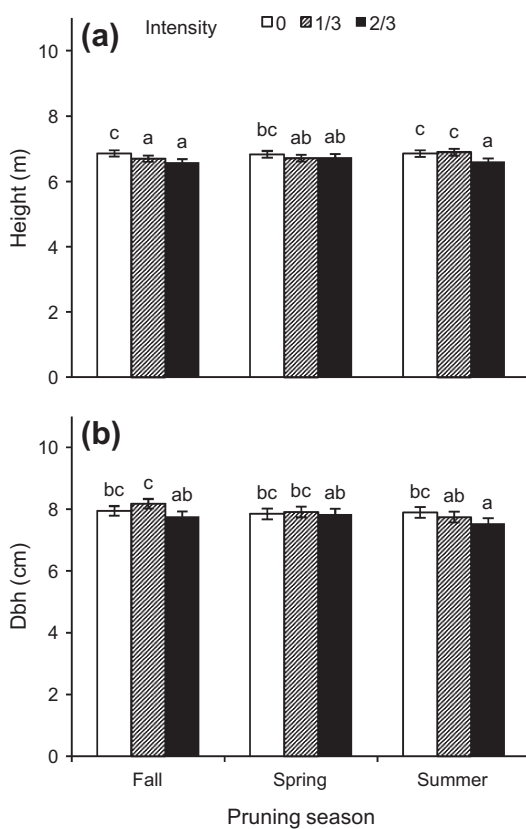 (a) Intensity 0 1/3 2/3
10
8
6
4
2
0
Height (m)
c a a bc ab ab c c a
(b)
10
8
6
4
2
0
Dbh (cm)
bc c ab bc bc ab bc ab a
Fall Spring Summer
Pruning season